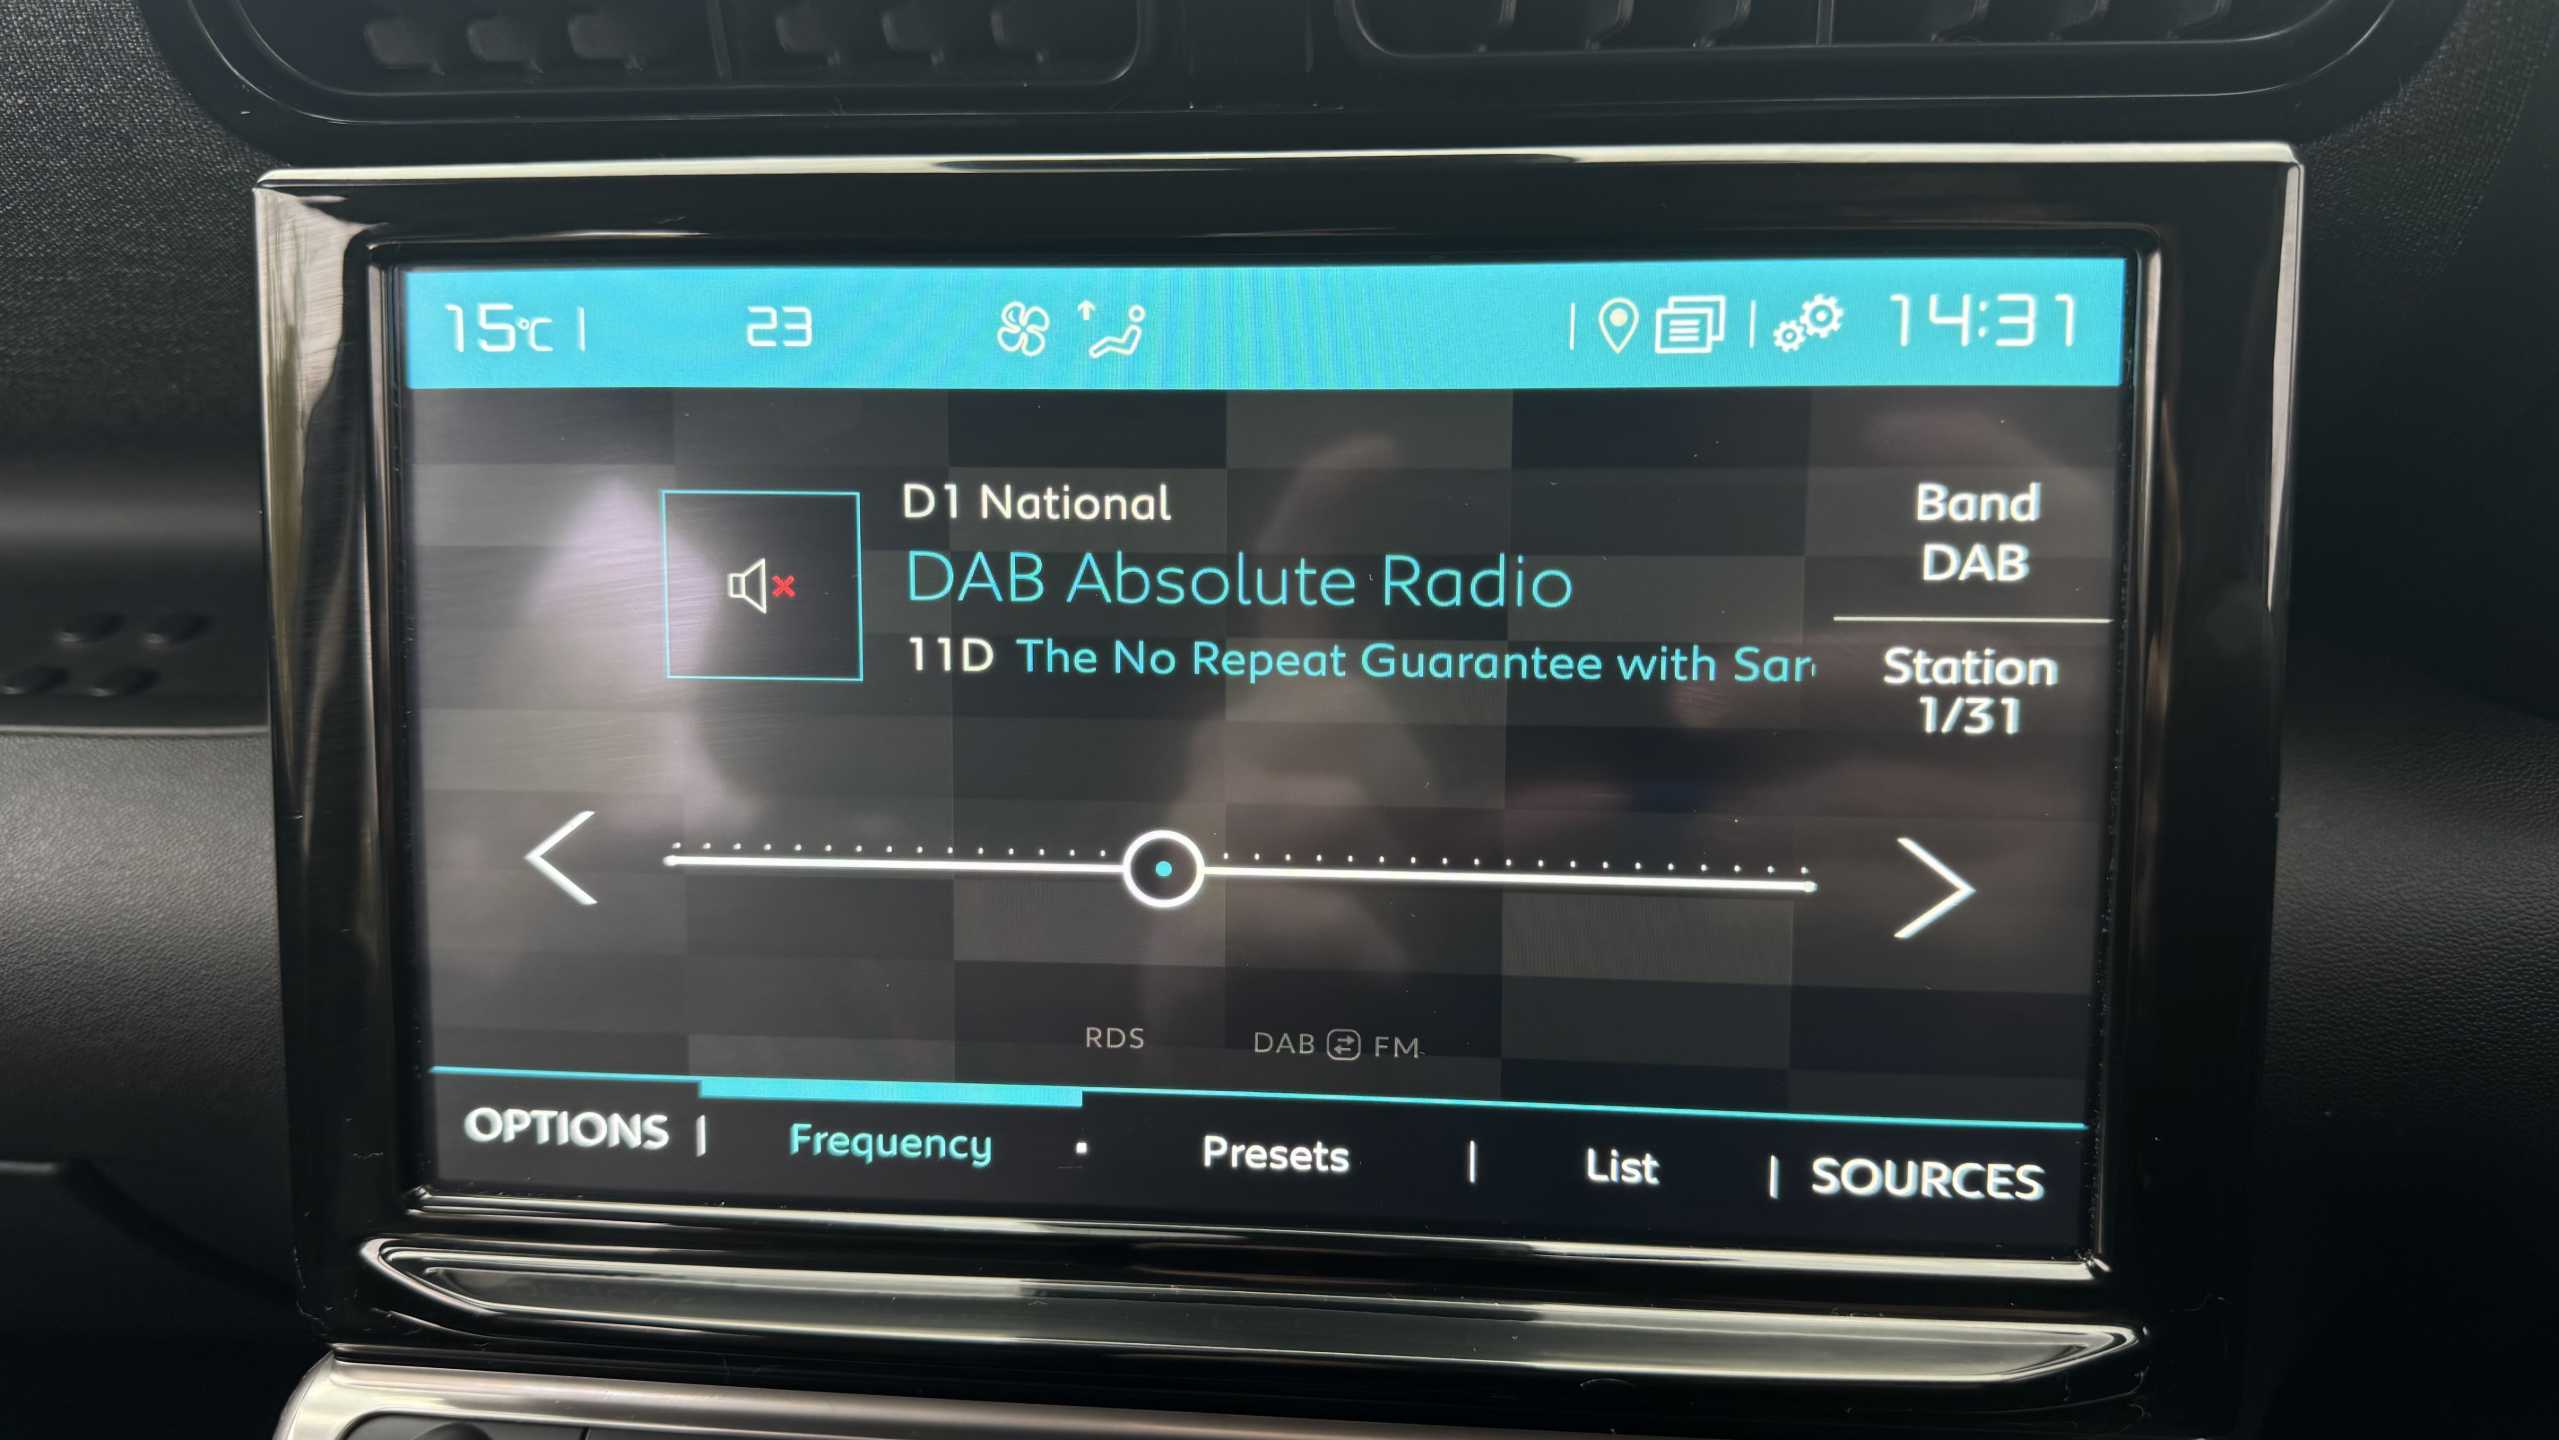 15°C | 23 14:31
D1 National
DAB Absolute Radio
11D The No Repeat Guarantee with
Band
DAB
Station
1/31
RDS DAB FM
OPTIONS | Frequency Presets | List | SOURCES